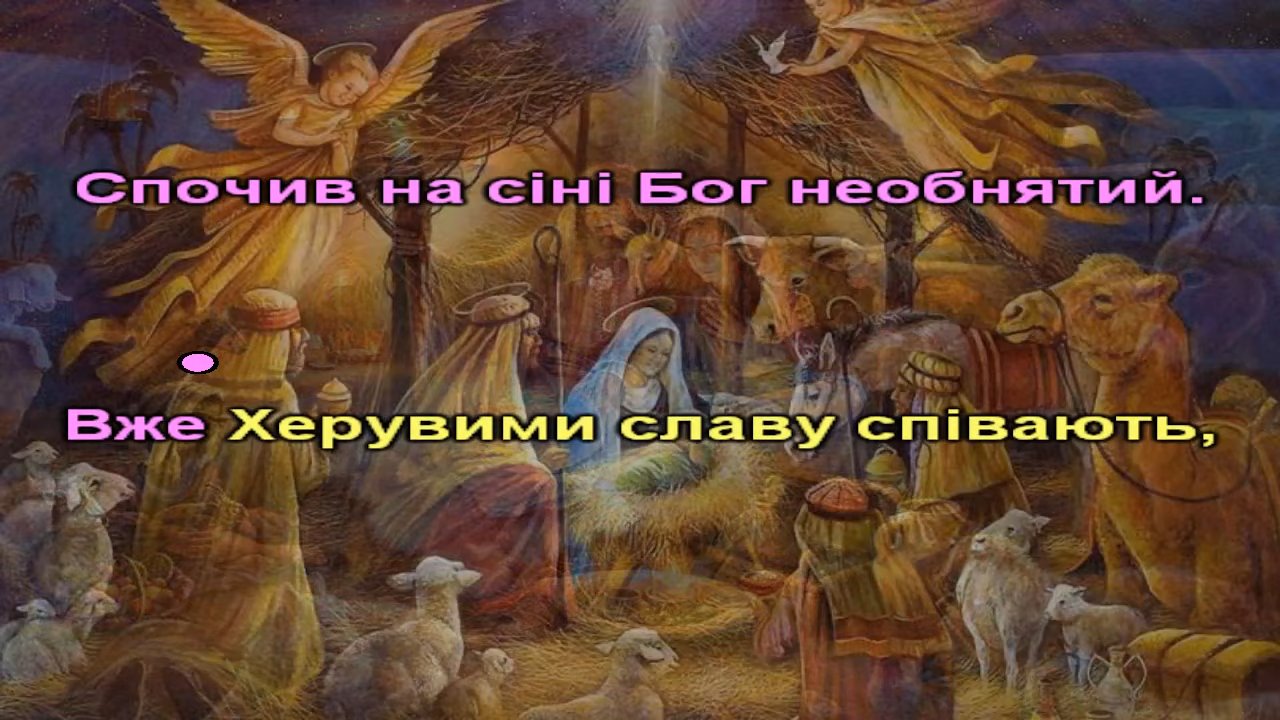 Спочив на сіні Бог необнятий.
Вже Херувими славу співають,